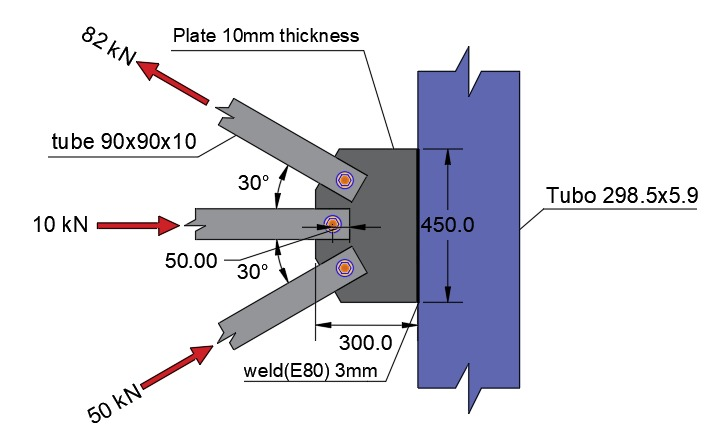 82 kN
Plate 10mm thickness
tube 90x90x10
30°
Tubo 298.5x5.9
10 kN
450.0
50.00
30°
300.0
weld(E80) 3mm
50 kN